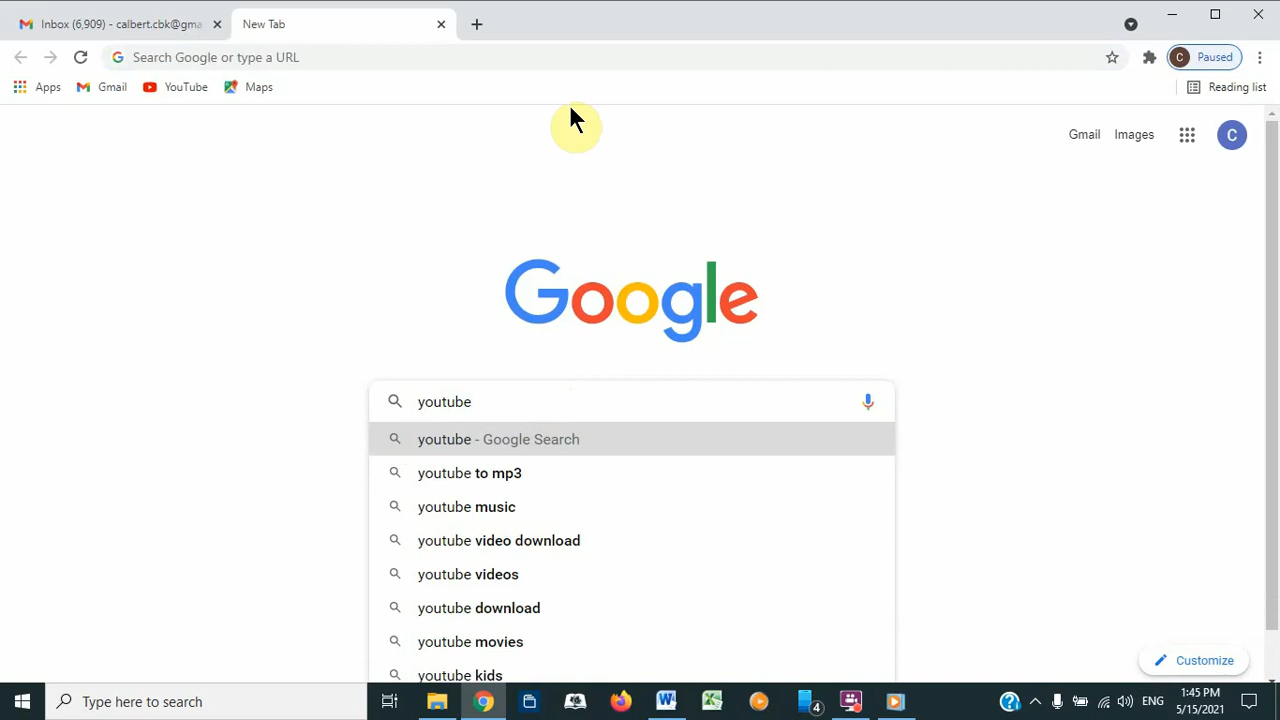 Inbox (6,909) - calbert.cbk@gma
New Tab
Search Google or type a URL
Paused
Apps
Gmail
YouTube
Maps
Reading list
Gmail
Images
C
Google
youtube
youtube - Google Search
youtube to mp3
youtube music
youtube video download
youtube videos
youtube download
youtube movies
youtube kids
Customize
Type here to search
4
ENG
1:45 PM
5/15/2021